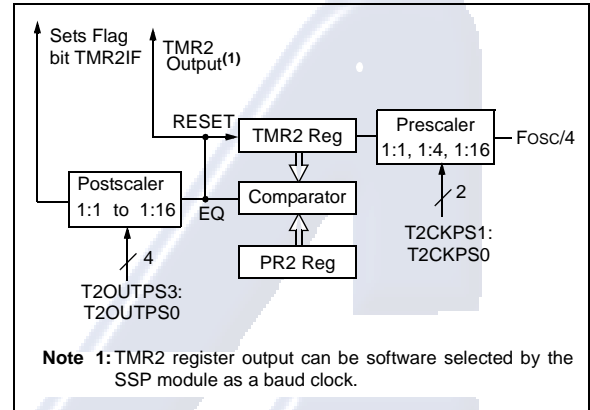 Sets Flag
bit TMR2IF
TMR2
Output(1)
RESET
TMR2 Reg
Prescaler
1:1, 1:4, 1:16
FOSC/4
2
T2CKPS1:
T2CKPS0
Postscaler
1:1 to 1:16
EQ
Comparator
4
T2OUTPS3:
T2OUTPS0
PR2 Reg
Note 1: TMR2 register output can be software selected by the
SSP module as a baud clock.